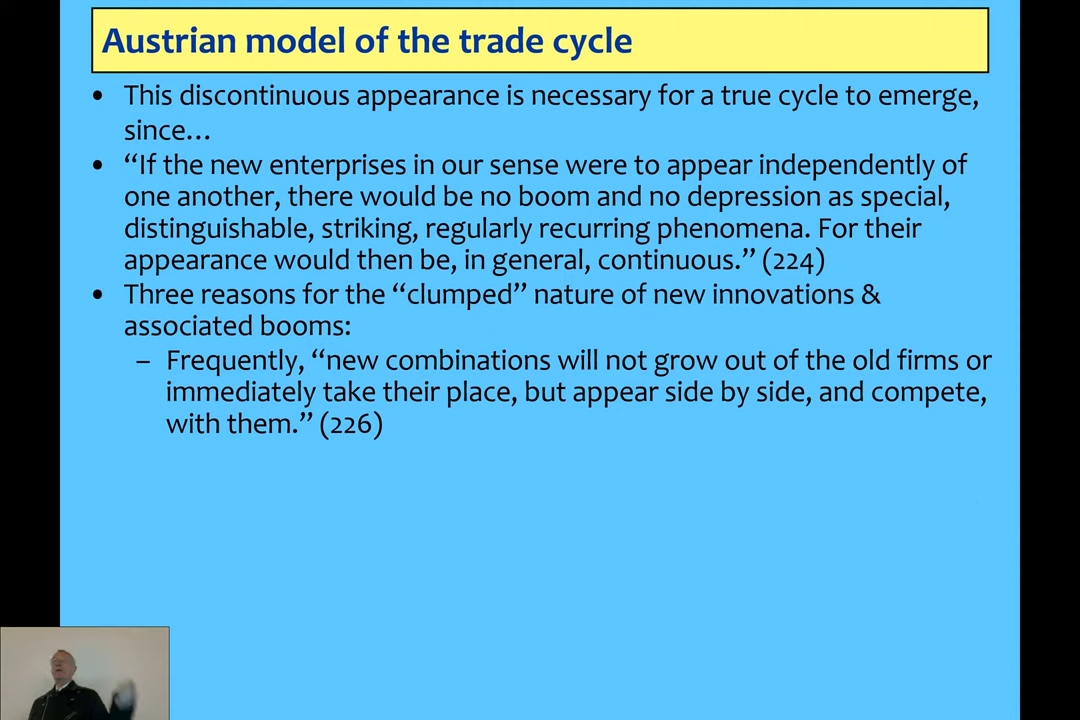 Austrian model of the trade cycle
• This discontinuous appearance is necessary for a true cycle to emerge,
since…
• “If the new enterprises in our sense were to appear independently of
one another, there would be no boom and no depression as special,
distinguishable, striking, regularly recurring phenomena. For their
appearance would then be, in general, continuous.” (224)
• Three reasons for the “clumped” nature of new innovations &
associated booms:
– Frequently, “new combinations will not grow out of the old firms or
immediately take their place, but appear side by side, and compete,
with them.” (226)